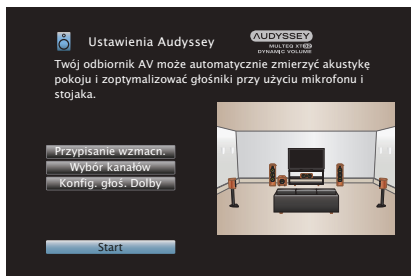 Ustawienia Audyssey
AUDYSSEY
MULTEQ XT32
DYNAMIC VOLUME
Twój odbiornik AV może automatycznie zmierzyć akustykę
pokoju i zoptymalizować głośniki przy użyciu mikrofonu i
stojaka.
Przypisanie wzmacn.
Wybór kanałów
Konfig. głoś. Dolby
Start